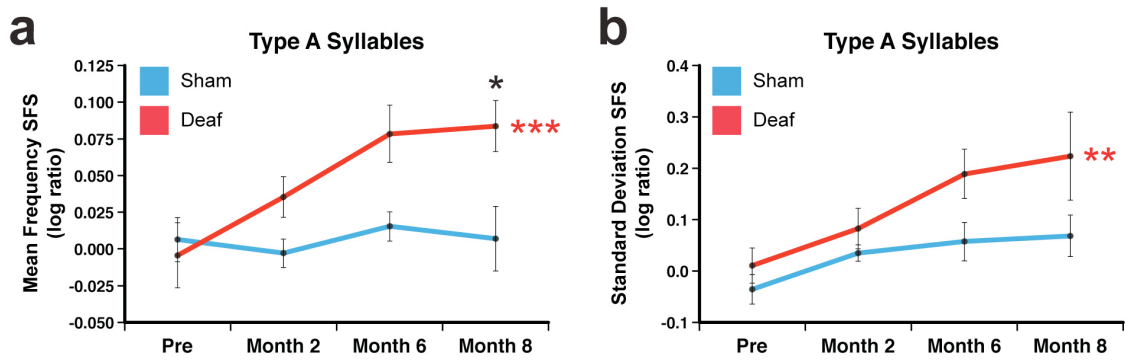 a
Type A Syllables
Mean Frequency SFS
(log ratio)
0.125
0.100
0.075
0.050
0.025
0.000
-0.025
-0.050
Sham
Deaf
*
***
Pre Month 2 Month 6 Month 8
b
Type A Syllables
Standard Deviation SFS
(log ratio)
0.4
0.3
0.2
0.1
0.0
-0.1
Sham
Deaf
**
Pre Month 2 Month 6 Month 8